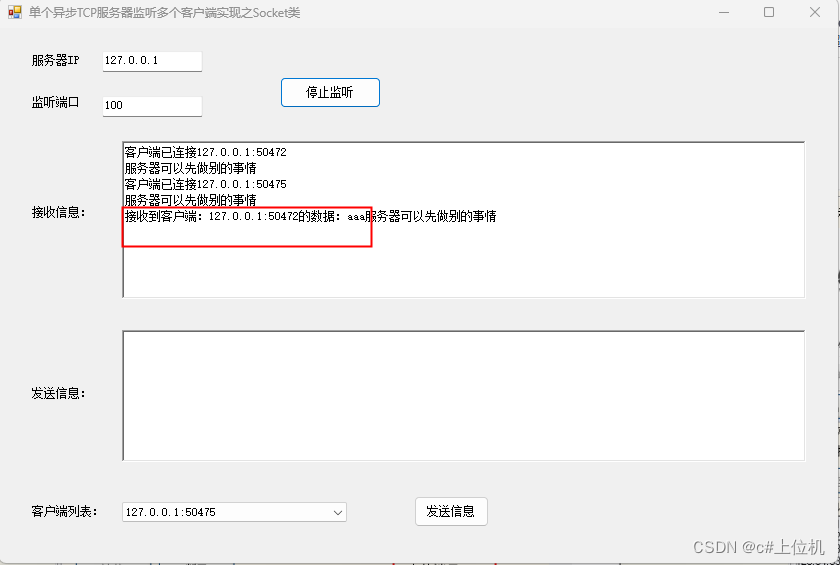 单个异步TCP服务器监听多个客户端实现之Socket类
服务器IP 127.0.0.1
监听端口 100
停止监听
接收信息：
客户端已连接127.0.0.1:50472
服务器可以先做别的事情
客户端已连接127.0.0.1:50475
服务器可以先做别的事情
接收到客户端：127.0.0.1:50472的数据：aaa服务器可以先做别的事情
发送信息：
客户端列表： 127.0.0.1:50475 发送信息
CSDN @c#上位机